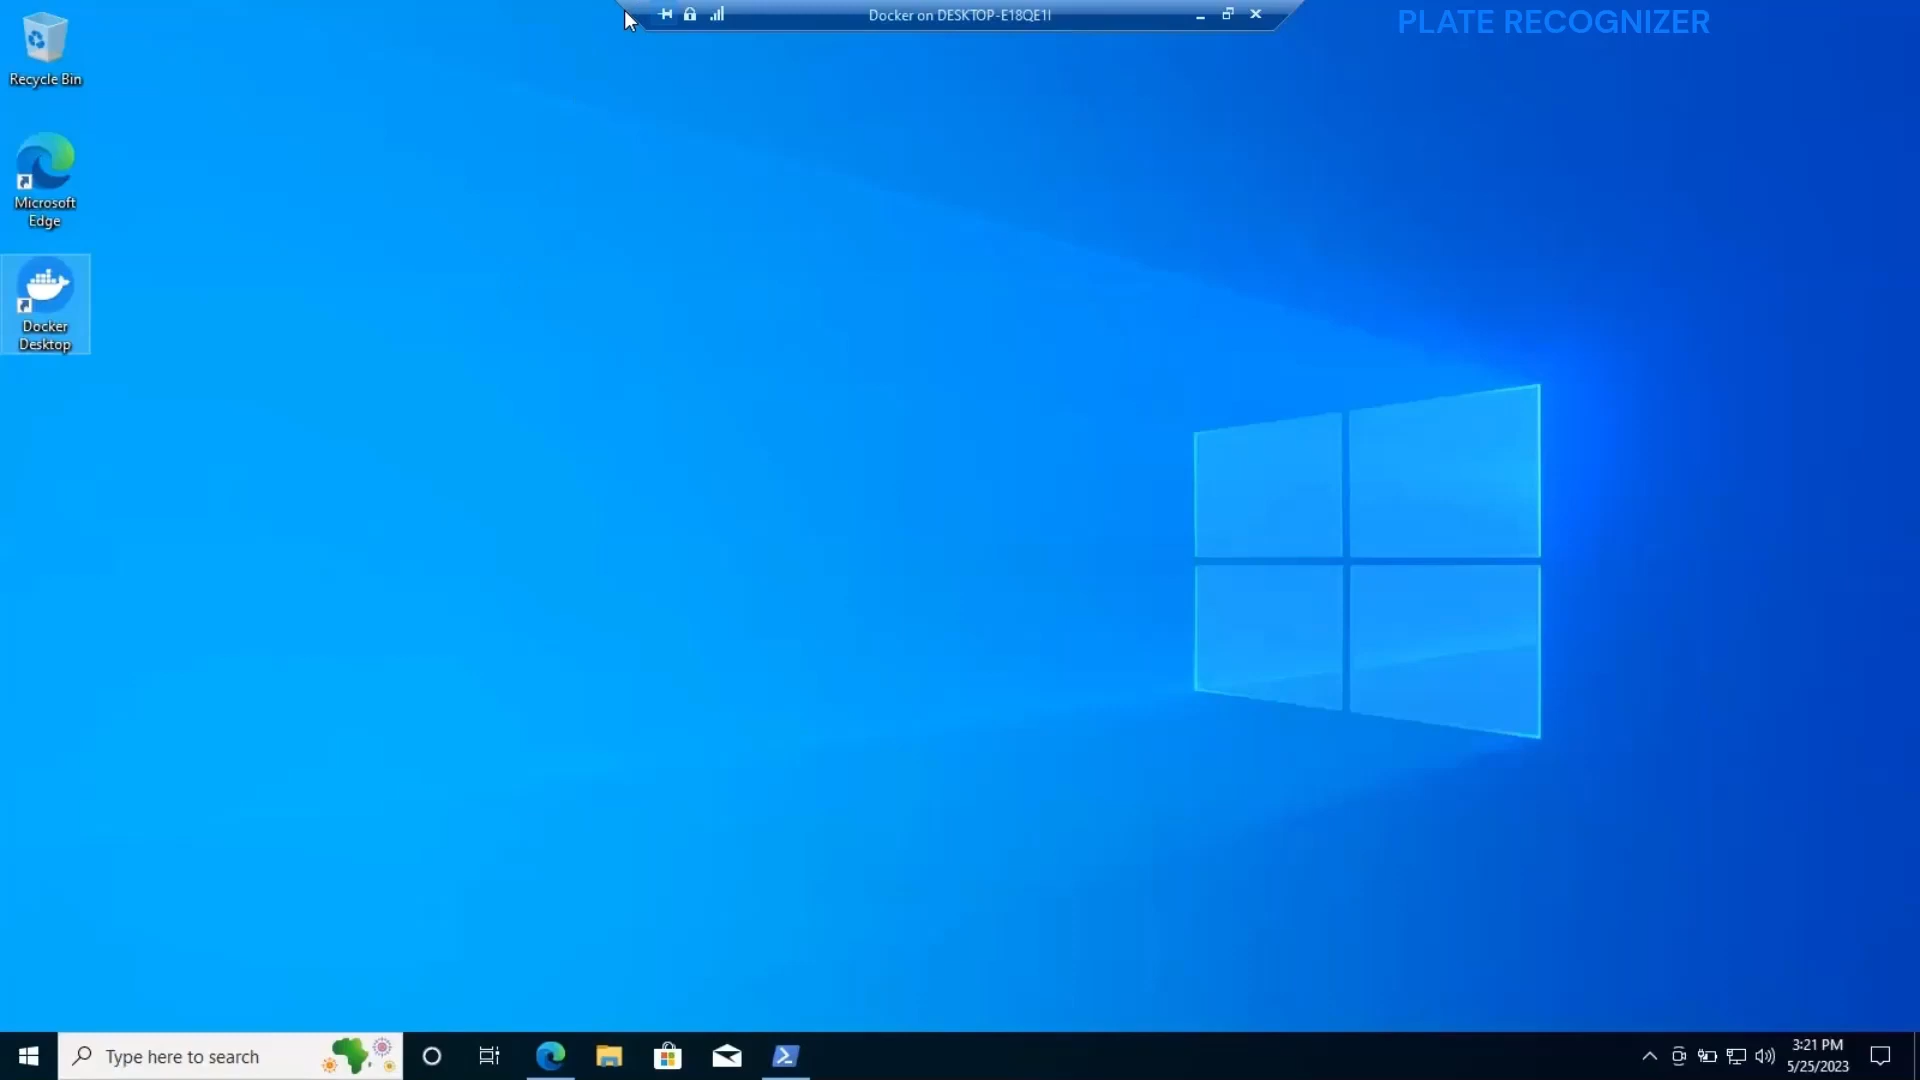 Docker on DESKTOP-E18QE1I
PLATE RECOGNIZER
Recycle Bin
Microsoft
Edge
Docker
Desktop
Type here to search
3:21 PM
5/25/2023